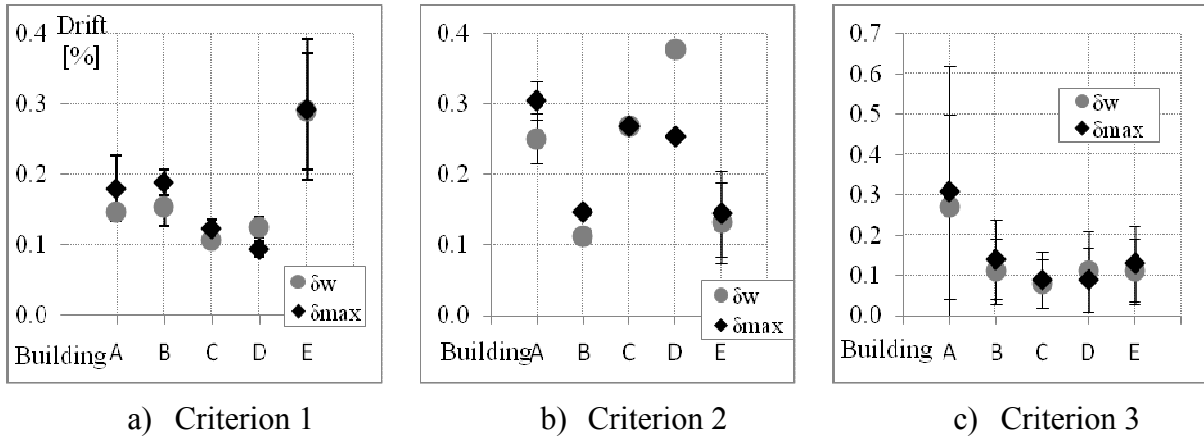 0.4 Drift
[%]
0.3
0.2
0.1
0.0
δw
δmax
Building A B C D E
0.4
0.3
0.2
0.1
0.0
δw
δmax
Building A B C D E
0.7
0.6
0.5
0.4
0.3
0.2
0.1
0.0
δw
δmax
Building A B C D E
a) Criterion 1
b) Criterion 2
c) Criterion 3